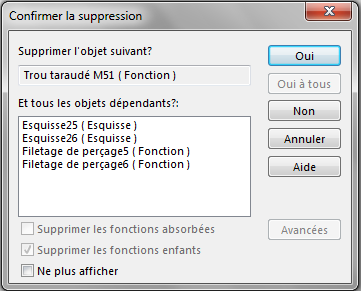 Confirmer la suppression
Supprimer l'objet suivant?
Oui
Trou taraudé M51 ( Fonction )
Oui à tous
Et tous les objets dépendants?:
Non
Esquisse25 ( Esquisse )
Esquisse26 ( Esquisse )
Filetage de perçage5 ( Fonction )
Filetage de perçage6 ( Fonction )
Annuler
Aide
Supprimer les fonctions absorbées
Avancées
Supprimer les fonctions enfants
Ne plus afficher